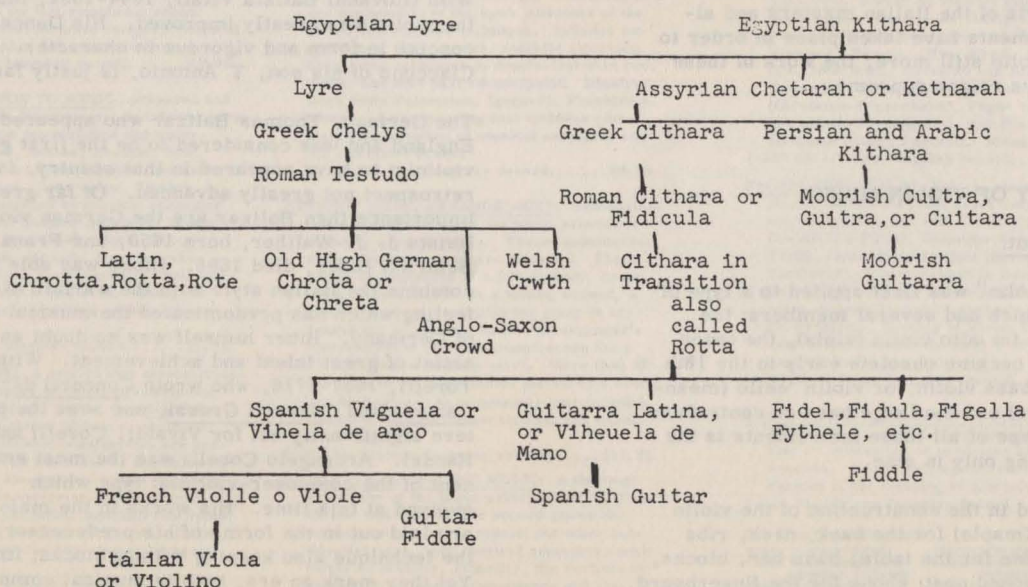 Egyptian Lyre
Egyptian Kithara
Lyre
Assyrian Chetarah or Ketharah
Greek Chelys
Greek Cithara
Persian and Arabic
Kithara
Roman Testudo
Roman Cithara or
Fidicula
Moorish Cuitra,
Guitra, or Cuitara
Latin,
Chrotta,Rotta,Rote
Old High German
Chrota or
Chreta
Welsh
Crwth
Cithara in
Transition
also
called
Rotta
Moorish
Guitarra
Anglo-Saxon
Crowd
Spanish Viguela or
Vihela de arco
Guitarra Latina,
or Viheuela de
Mano
Fidel,Fidula,Figella
Fythele, etc.
French Violle o Viole
Guitar
Fiddle
Spanish Guitar
Fiddle
Italian Viola
or Violino